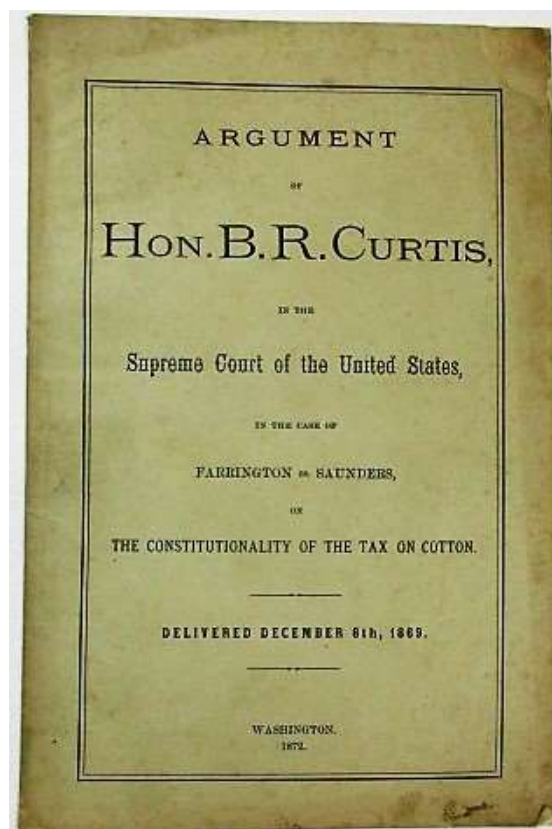 ARGUMENT
OF
HON. B. R. CURTIS,
IN THE
Supreme Court of the United States,
IN THE CASE OF
FARRINGTON vs. SAUNDERS,
ON
THE CONSTITUTIONALITY OF THE TAX ON COTTON.
DELIVERED DECEMBER 8th, 1869.
WASHINGTON.
1872.